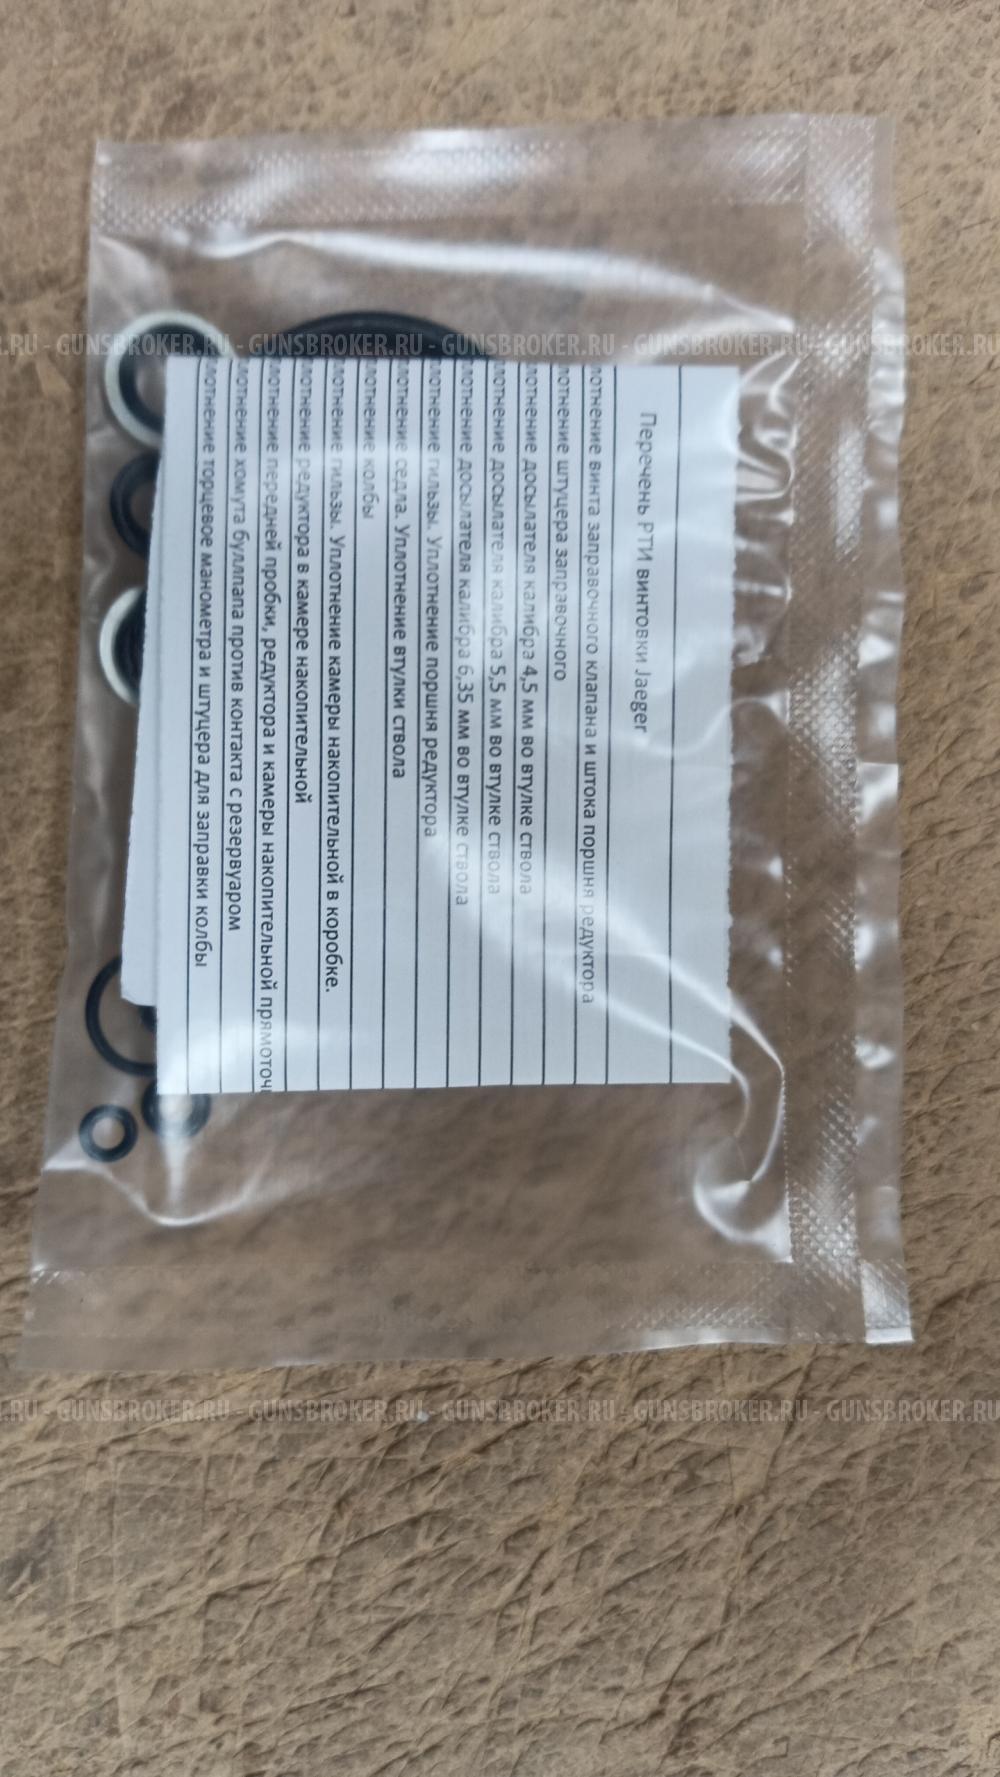 Перечень РТИ винтовки Jaeger
лотнение винта заправочного клапана и штока поршня редуктора
лотнение штуцера заправочного
лотнение досылателя калибра 4,5 мм во втулке ствола
лотнение досылателя калибра 5,5 мм во втулке ствола
лотнение досылателя калибра 6,35 мм во втулке ствола
лотнение гильзы. Уплотнение поршня редуктора
лотнение седла. Уплотнение втулки ствола
лотнение колбы
лотнение гильзы. Уплотнение камеры накопительной в коробке.
лотнение редуктора в камере накопительной
лотнение передней пробки, редуктора и камеры накопительной прямоточ
лотнение хомута буллпапа против контакта с резервуаром
лотнение торцевое манометра и штуцера для заправки колбы
.RU - GUNSBROKER.RU - GUNSBROKER.RU - GUNSBROKER.RU - GUNSBROKER.RU
.RU - GUNSBROKER.RU - GUNSBROKER.RU - GUNSBROKER.RU - GUNSBROKER.RU